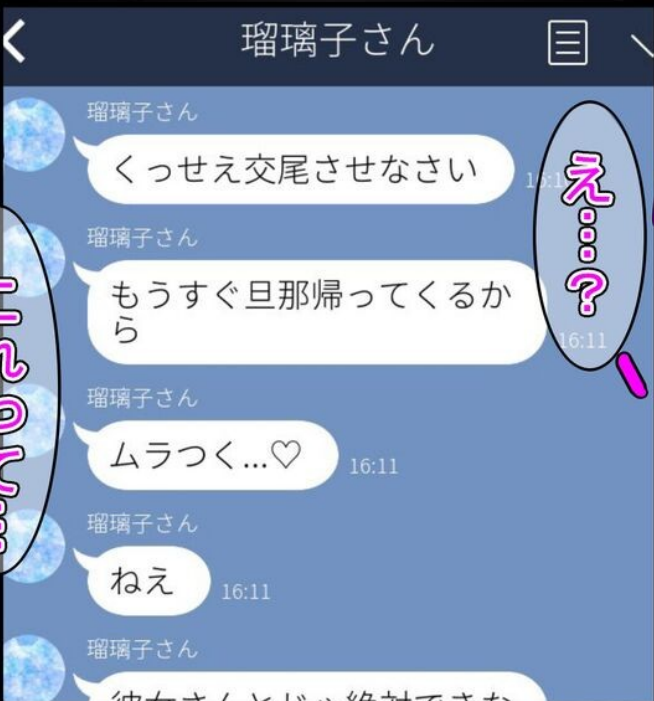 瑠璃子さん
瑠璃子さん
くっせえ交尾させなさい
え…?
瑠璃子さん
もうすぐ旦那帰ってくるか
ら
16:11
瑠璃子さん
ムラつく…♡
16:11
瑠璃子さん
ねえ
16:11
瑠璃子さん